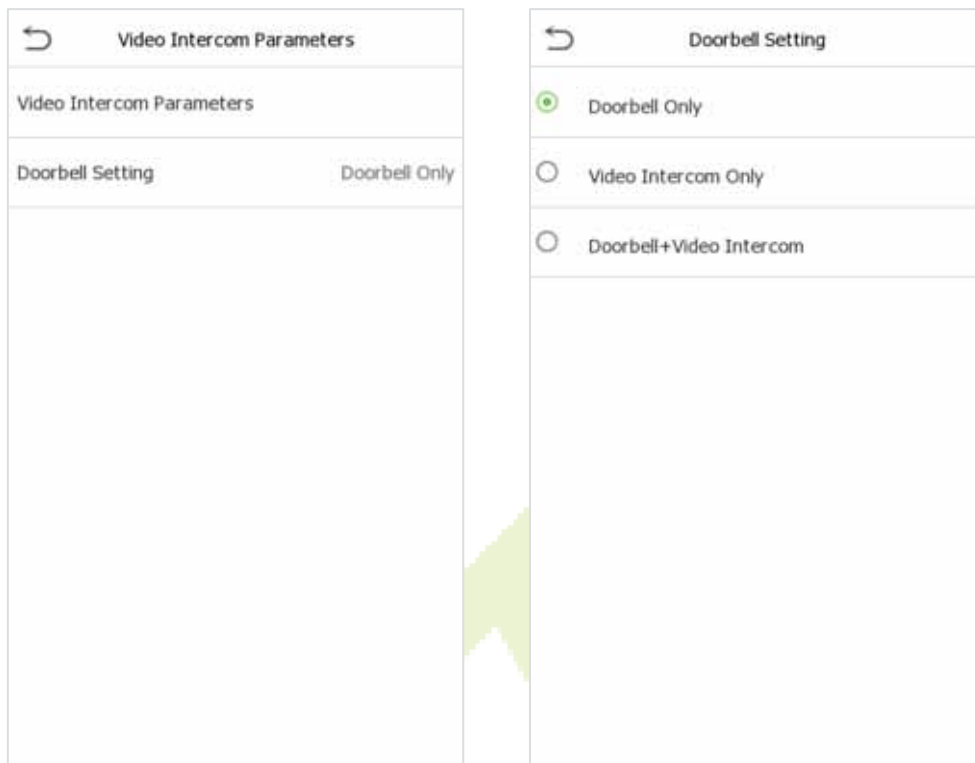 Video Intercom Parameters
Video Intercom Parameters
Doorbell Setting Doorbell Only
Doorbell Setting
Doorbell Only
Video Intercom Only
Doorbell+Video Intercom